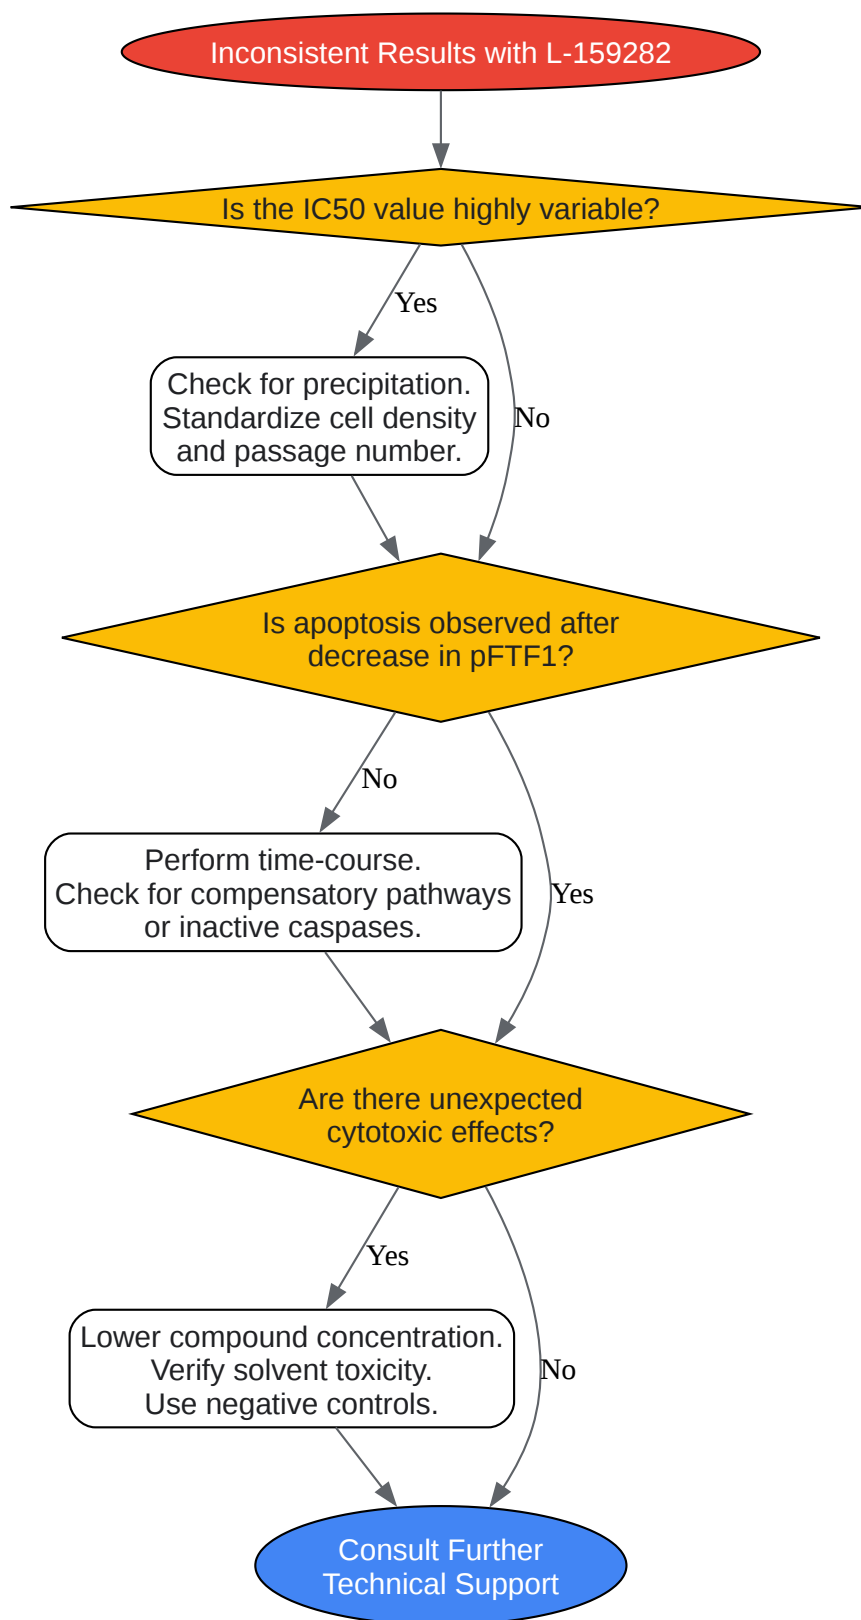 Inconsistent Results with L-159282
Is the IC50 value highly variable?
Yes
Check for precipitation.
Standardize cell density
and passage number.
No
Is apoptosis observed after
decrease in pFTF1?
No
Perform time-course.
Check for compensatory pathways
or inactive caspases.
Yes
Are there unexpected
cytotoxic effects?
Yes
Lower compound concentration.
Verify solvent toxicity.
Use negative controls.
No
Consult Further
Technical Support